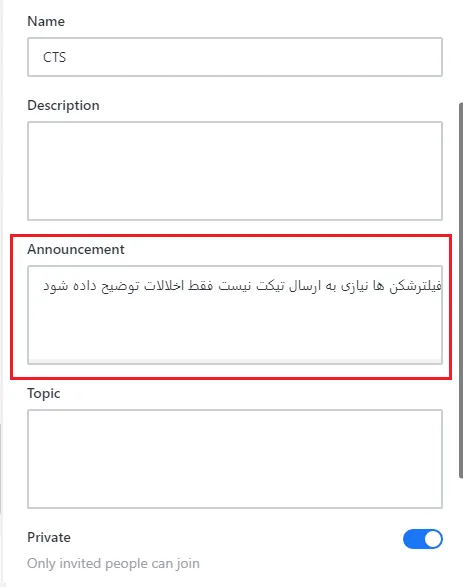 Name
CTS
Description
Announcement
فیلترشکن ها نیازی به ارسال تیکت نیست فقط اخلالات توضیح داده شود
Topic
Private
Only invited people can join